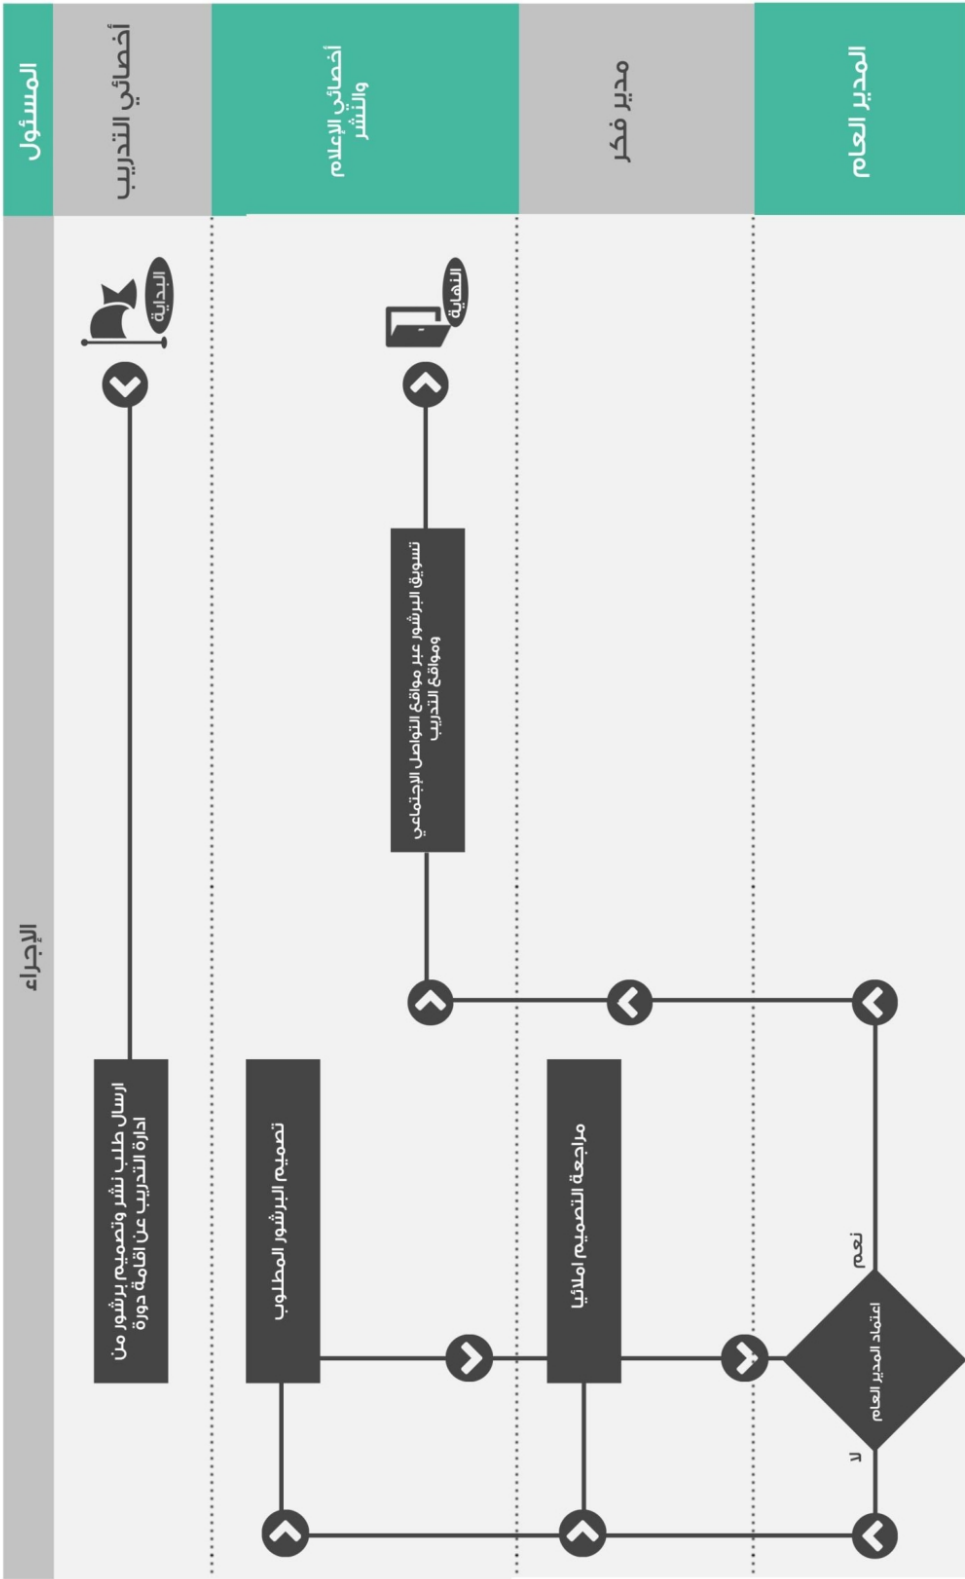 المسئول
الإجراء
أخصائي التدريب
البداية
ارسال طلب نشر وتصميم برشور من
ادارة التدريب عن اقامة دورة
أخصائي الإعلام
والنشر
النهاية
تسويق البرشور عبر مواقع التواصل الإجتماعي
ومواقع التدريب
تصميم البرشور المطلوب
مدير فكر
مراجعة التصميم املائيا
المدير العام
نعم
اعتماد المدير العام
لا